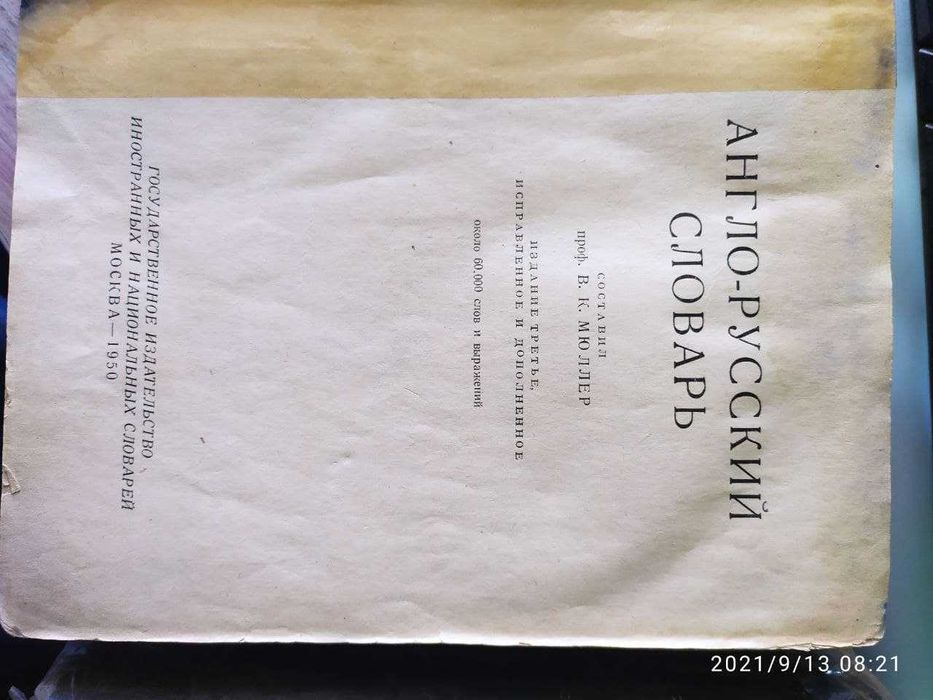 АНГЛО-РУССКИЙ
СЛОВАРЬ
СОСТАВИЛ
проф. В. К. МЮЛЛЕР
ИЗДАНИЕ ТРЕТЬЕ,
ИСПРАВЛЕННОЕ И ДОПОЛНЕННОЕ
около 60.000 слов и выражений
ГОСУДАРСТВЕННОЕ ИЗДАТЕЛЬСТВО
ИНОСТРАННЫХ И НАЦИОНАЛЬНЫХ СЛОВАРЕЙ
МОСКВА—1950
2021/9/13 08:21